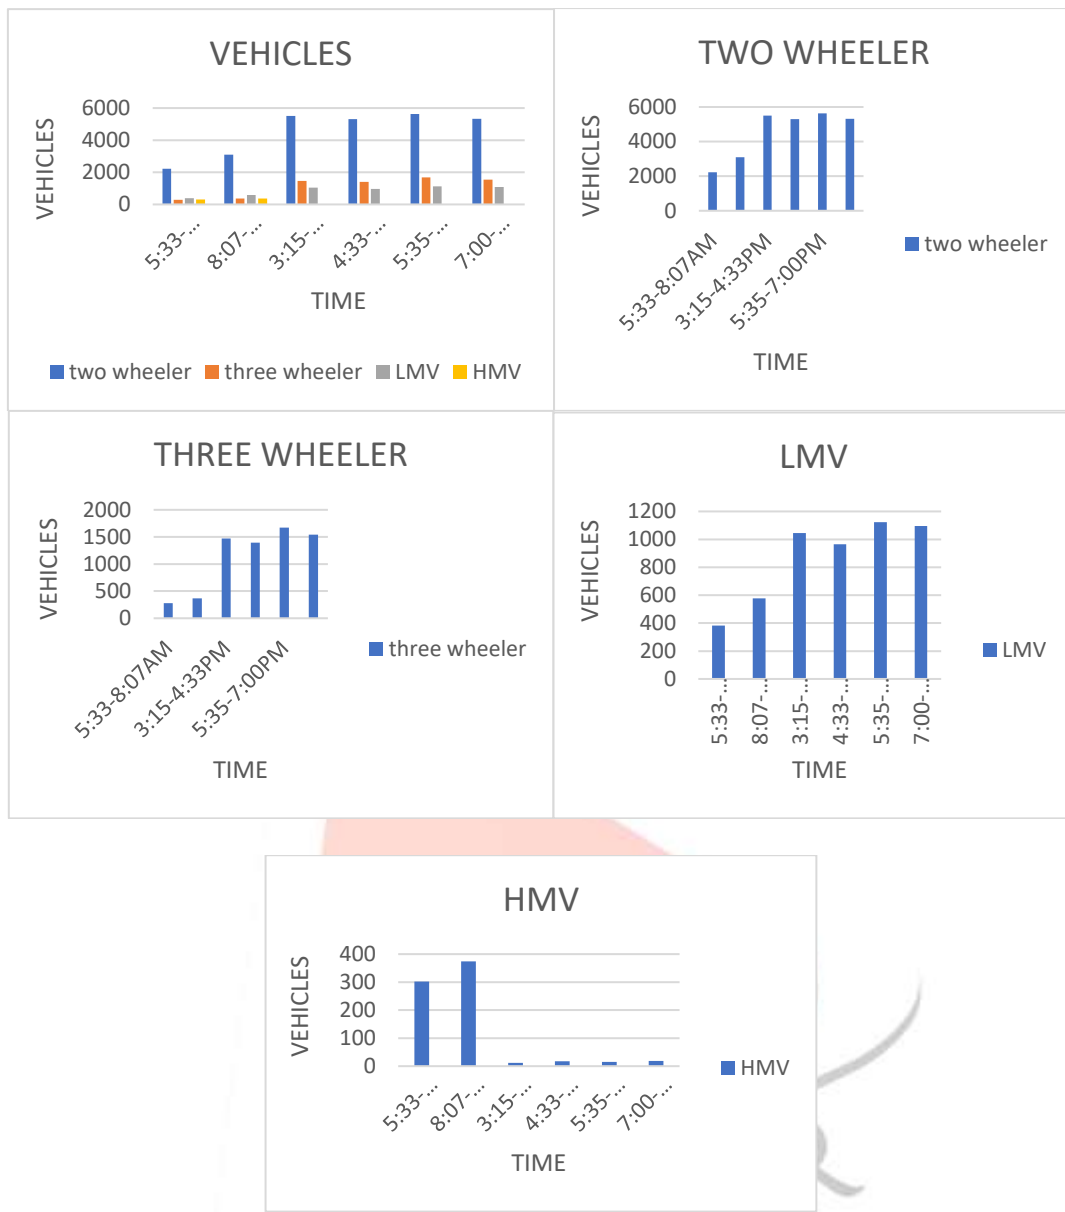 VEHICLES
VEHICLES
6000
4000
2000
0
5:33-...
8:07-...
3:15-...
4:33-...
5:35-...
7:00-...
TIME
two wheeler three wheeler LMV HMV
TWO WHEELER
VEHICLES
6000
4000
2000
0
5:33-8:07AM
3:15-4:33PM
5:35-7:00PM
two wheeler
TIME
THREE WHEELER
VEHICLES
2000
1500
1000
500
0
5:33-8:07AM
3:15-4:33PM
5:35-7:00PM
three wheeler
TIME
LMV
VEHICLES
1200
1000
800
600
400
200
0
5:33-...
8:07-...
3:15-...
4:33-...
5:35-...
7:00-...
LMV
TIME
HMV
VEHICLES
400
300
200
100
0
5:33-...
8:07-...
3:15-...
4:33-...
5:35-...
7:00-...
HMV
TIME